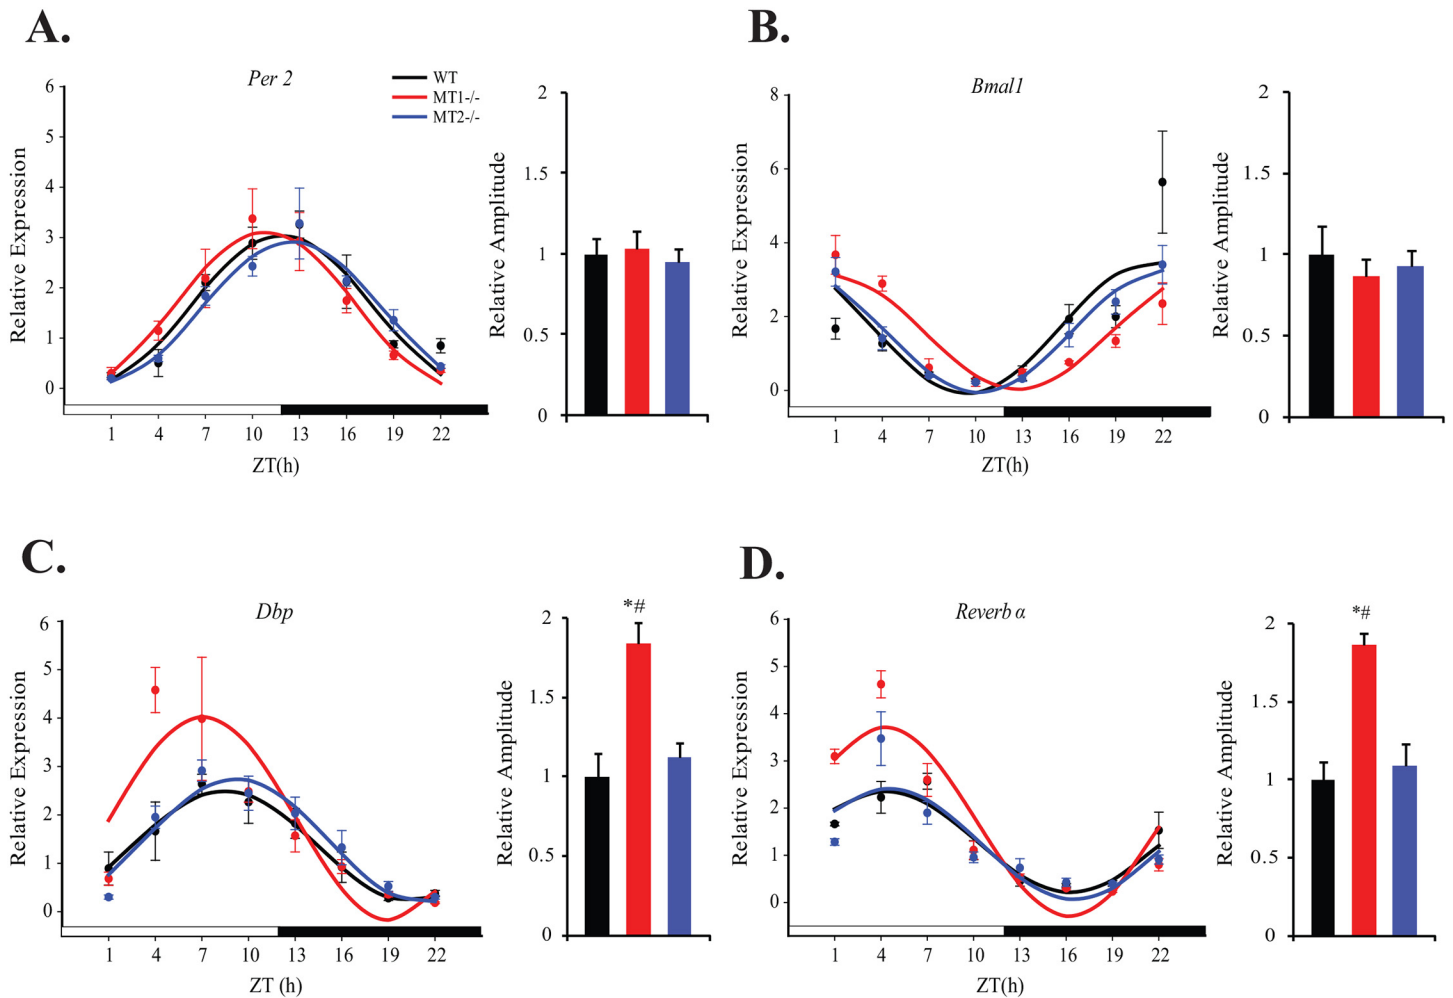 A.
Per 2
WT
MT1-/-
MT2-/-
Relative Expression
6
5
4
3
2
1
0
1 4 7 10 13 16 19 22
ZT(h)
Relative Amplitude
2
1.5
1
0.5
0
B.
Bmal1
Relative Expression
8
6
4
2
0
1 4 7 10 13 16 19 22
ZT(h)
Relative Amplitude
2
1.5
1
0.5
0
C.
Dbp
Relative Expression
6
5
4
3
2
1
0
1 4 7 10 13 16 19 22
ZT (h)
Relative Amplitude
*#
2
1.5
1
0.5
0
D.
Reverb α
Relative Expression
6
5
4
3
2
1
0
1 4 7 10 13 16 19 22
ZT(h)
Relative Amplitude
*#
2
1.5
1
0.5
0